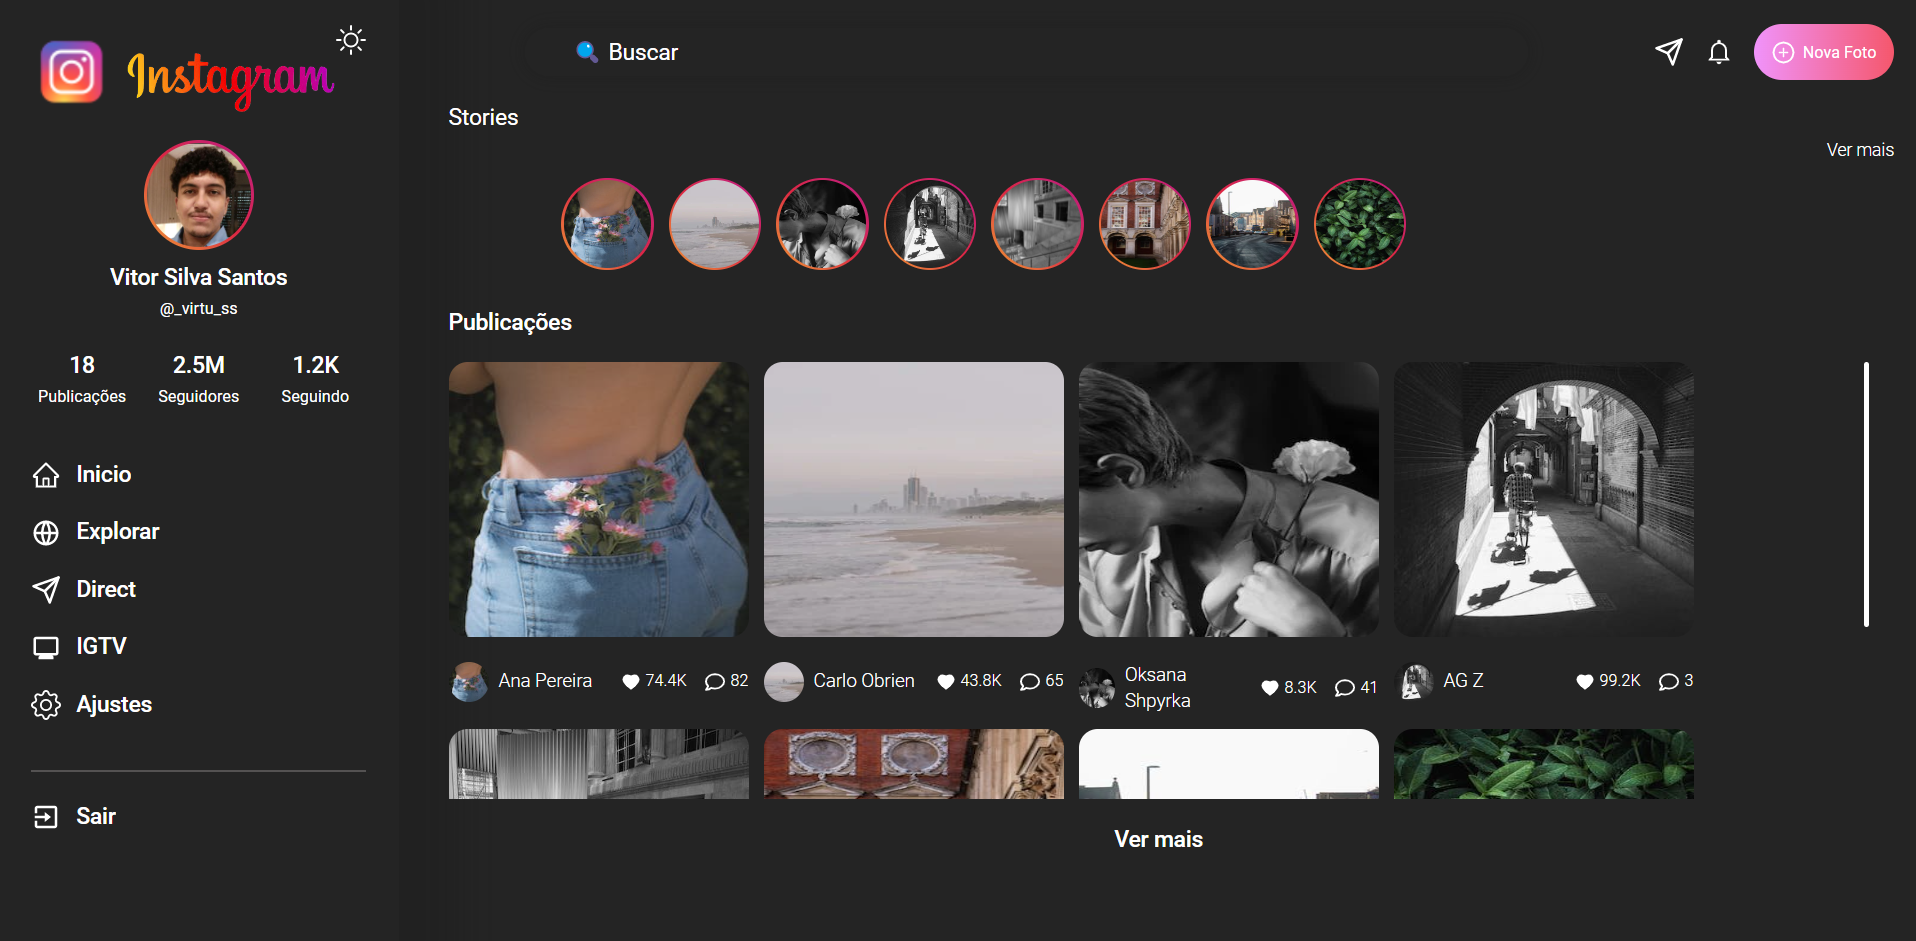 Instagram
Vitor Silva Santos
@_virtu_ss
18 2.5M 1.2K
Publicações Seguidores Seguindo
Inicio
Explorar
Direct
IGTV
Ajustes
Sair
Buscar
Nova Foto
Stories
Ver mais
Publicações
Ana Pereira 74.4K 82
Carlo Obrien 43.8K 65
Oksana
Shpyrka 8.3K 41
AG Z 99.2K 3
Ver mais